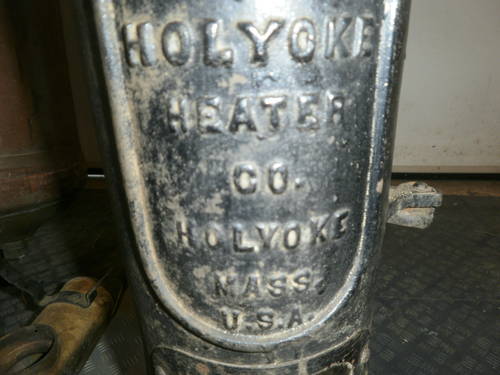 HOLYOKE
HEATER
CO.
HOLYOKE
MASS.
U.S.A.